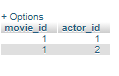 + Options
movie_id actor_id
1 1
1 2